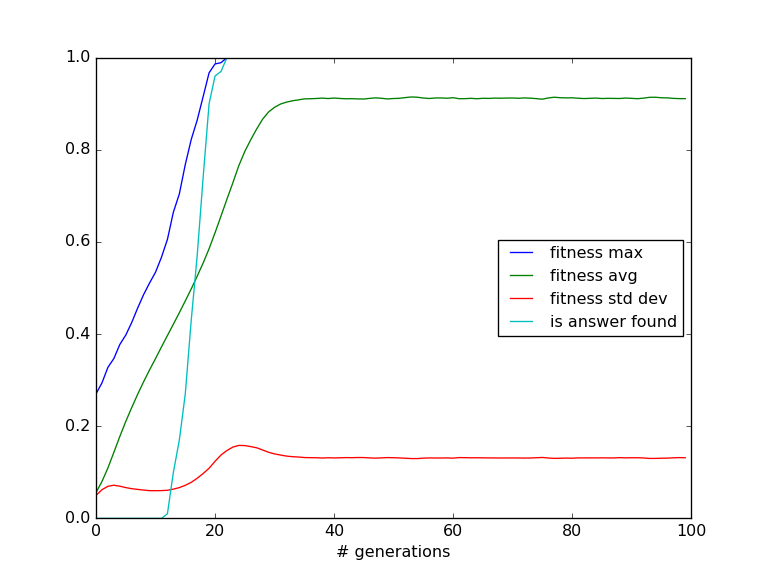 1.0
0.8
0.6
0.4
0.2
0.0
0 20 40 60 80 100
# generations
fitness max
fitness avg
fitness std dev
is answer found